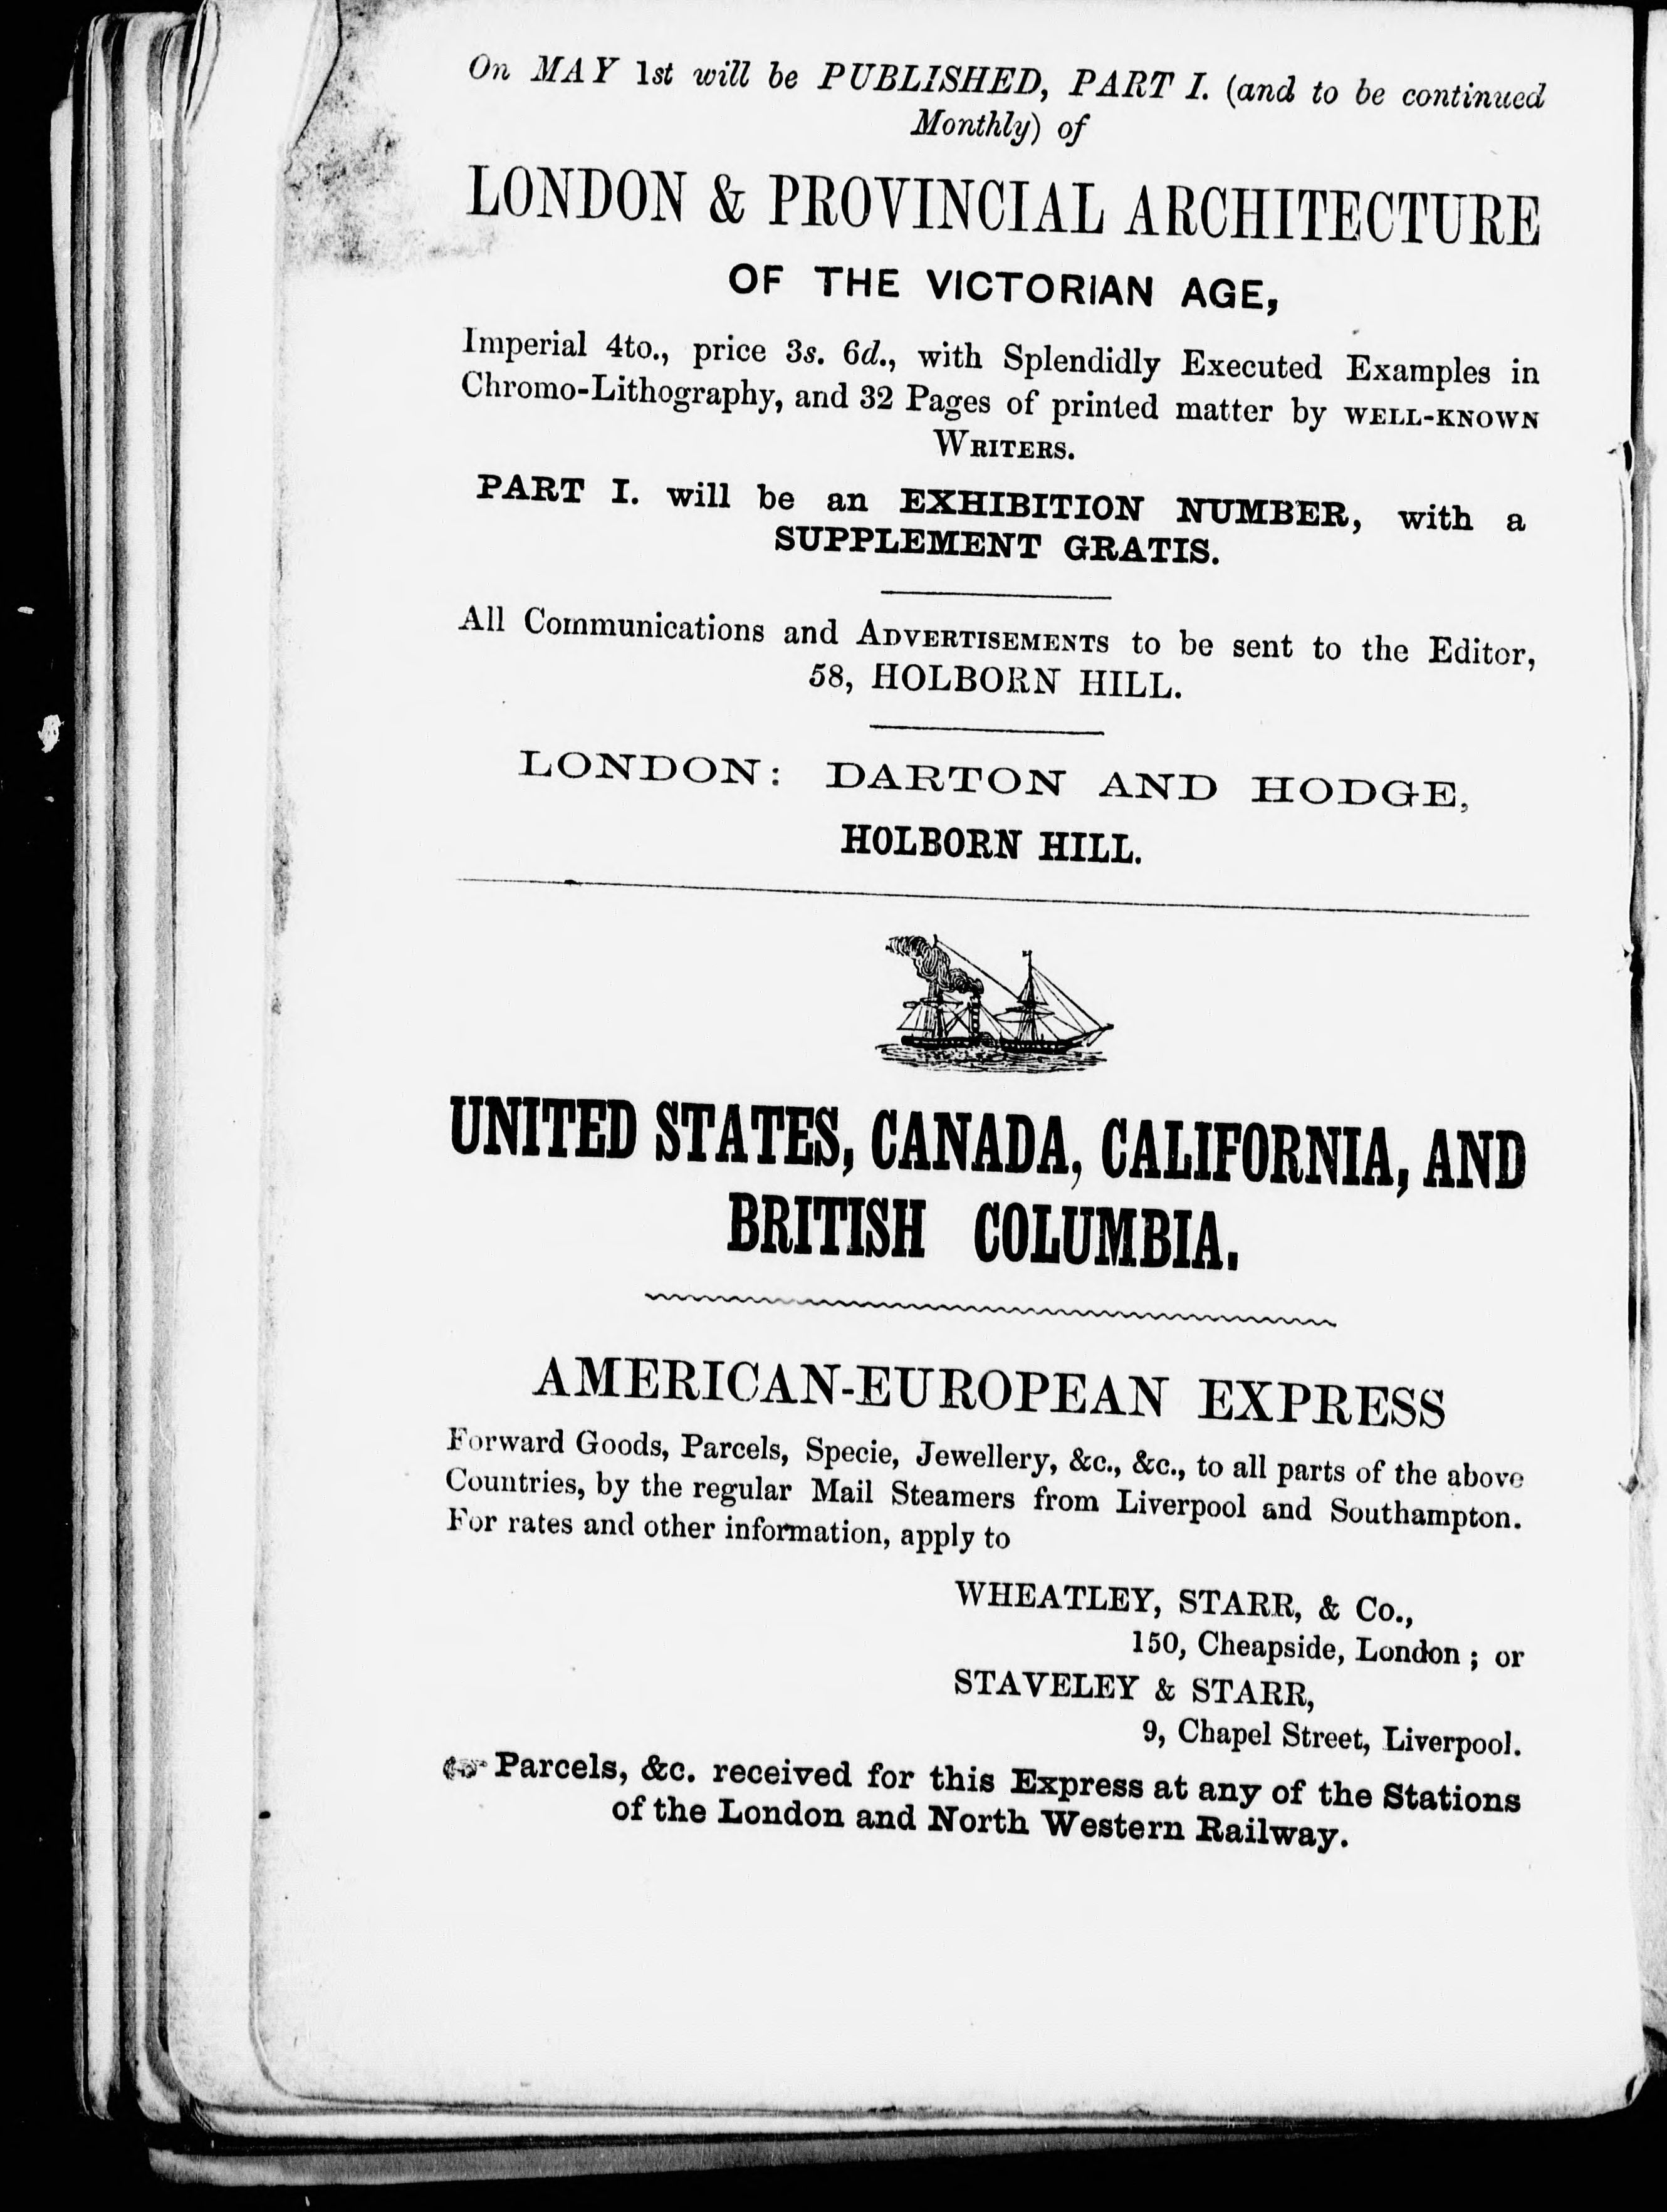 On MAY 1st will be PUBLISHED, PART I. (and to be continued
Monthly) of
LONDON & PROVINCIAL ARCHITECTURE
OF THE VICTORIAN AGE,
Imperial 4to., price 3s. 6d., with Splendidly Executed Examples in
Chromo-Lithography, and 32 Pages of printed matter by WELL-KNOWN
WRITERS.
PART I. will be an EXHIBITION NUMBER, with a
SUPPLEMENT GRATIS.
All Communications and ADVERTISEMENTS to be sent to the Editor,
58, HOLBORN HILL.
LONDON: DARTON AND HODGE,
HOLBORN HILL.
UNITED STATES, CANADA, CALIFORNIA, AND
BRITISH COLUMBIA.
AMERICAN-EUROPEAN EXPRESS
Forward Goods, Parcels, Specie, Jewellery, &c., &c., to all parts of the above
Countries, by the regular Mail Steamers from Liverpool and Southampton.
For rates and other information, apply to
WHEATLEY, STARR, & Co.,
150, Cheapside, London ; or
STAVELEY & STARR,
9, Chapel Street, Liverpool.
☞ Parcels, &c. received for this Express at any of the Stations
of the London and North Western Railway.